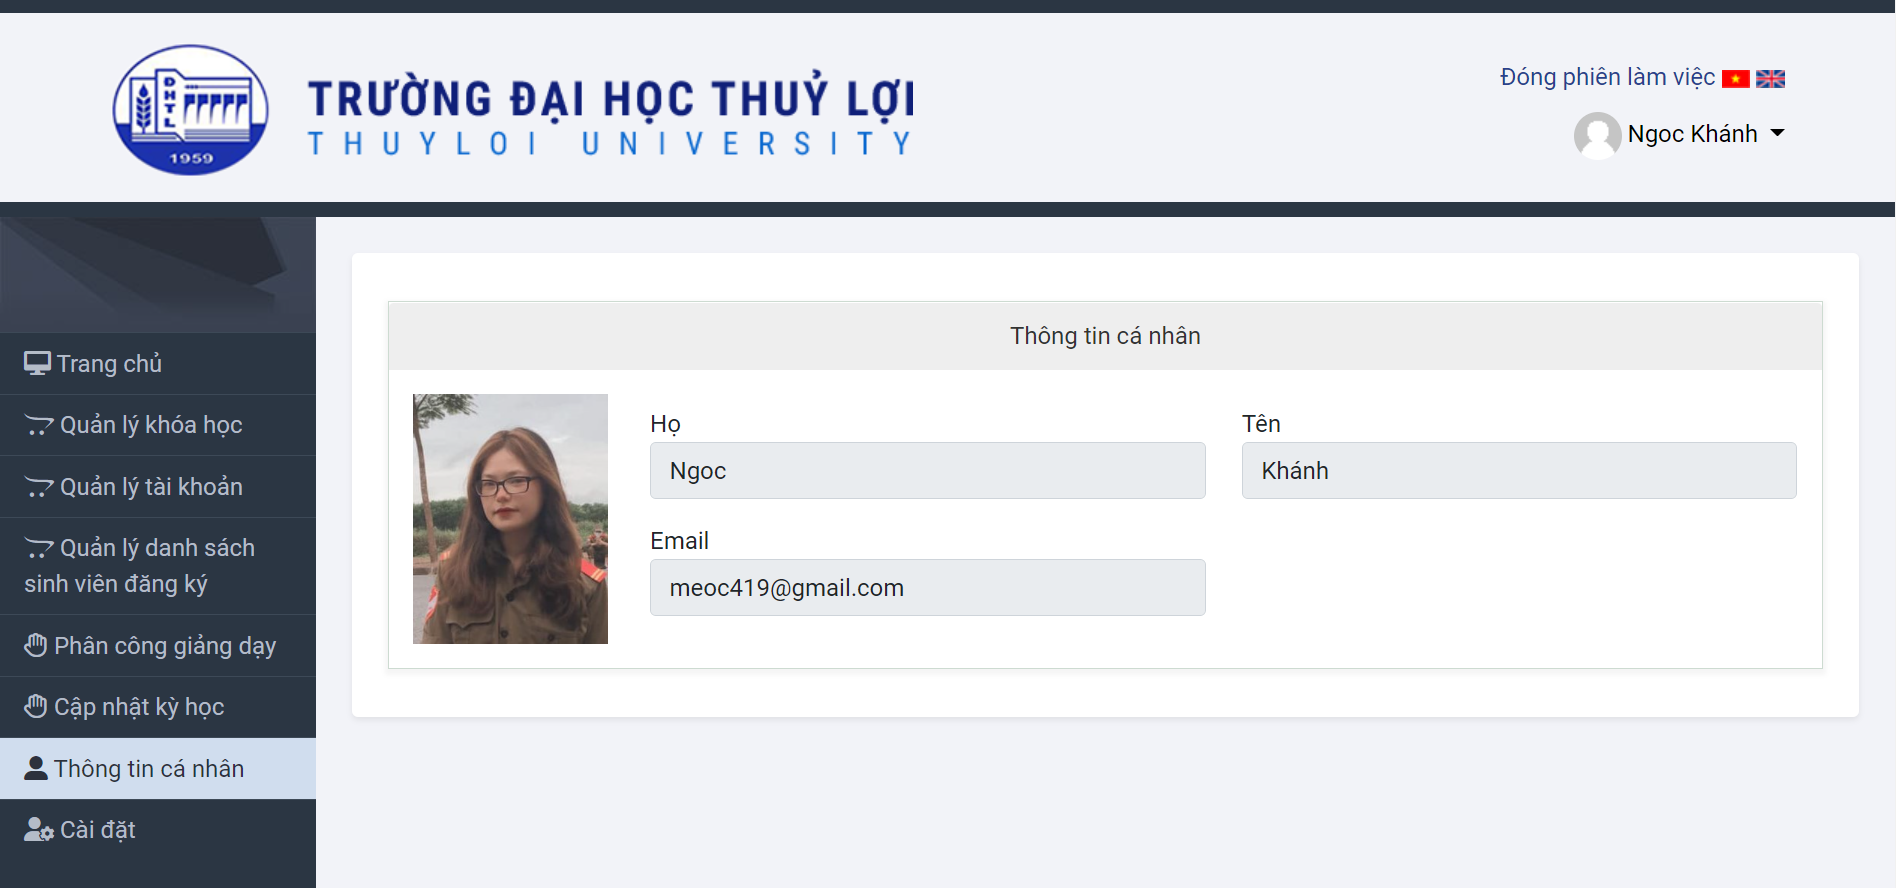 DHTL
1959
TRƯỜNG ĐẠI HỌC THUỶ LỢI
THUYLOI UNIVERSITY
Đóng phiên làm việc
Ngoc Khánh
Trang chủ
Quản lý khóa học
Quản lý tài khoản
Quản lý danh sách
sinh viên đăng ký
Phân công giảng dạy
Cập nhật kỳ học
Thông tin cá nhân
Cài đặt
Thông tin cá nhân
Họ
Ngoc
Tên
Khánh
Email
meoc419@gmail.com